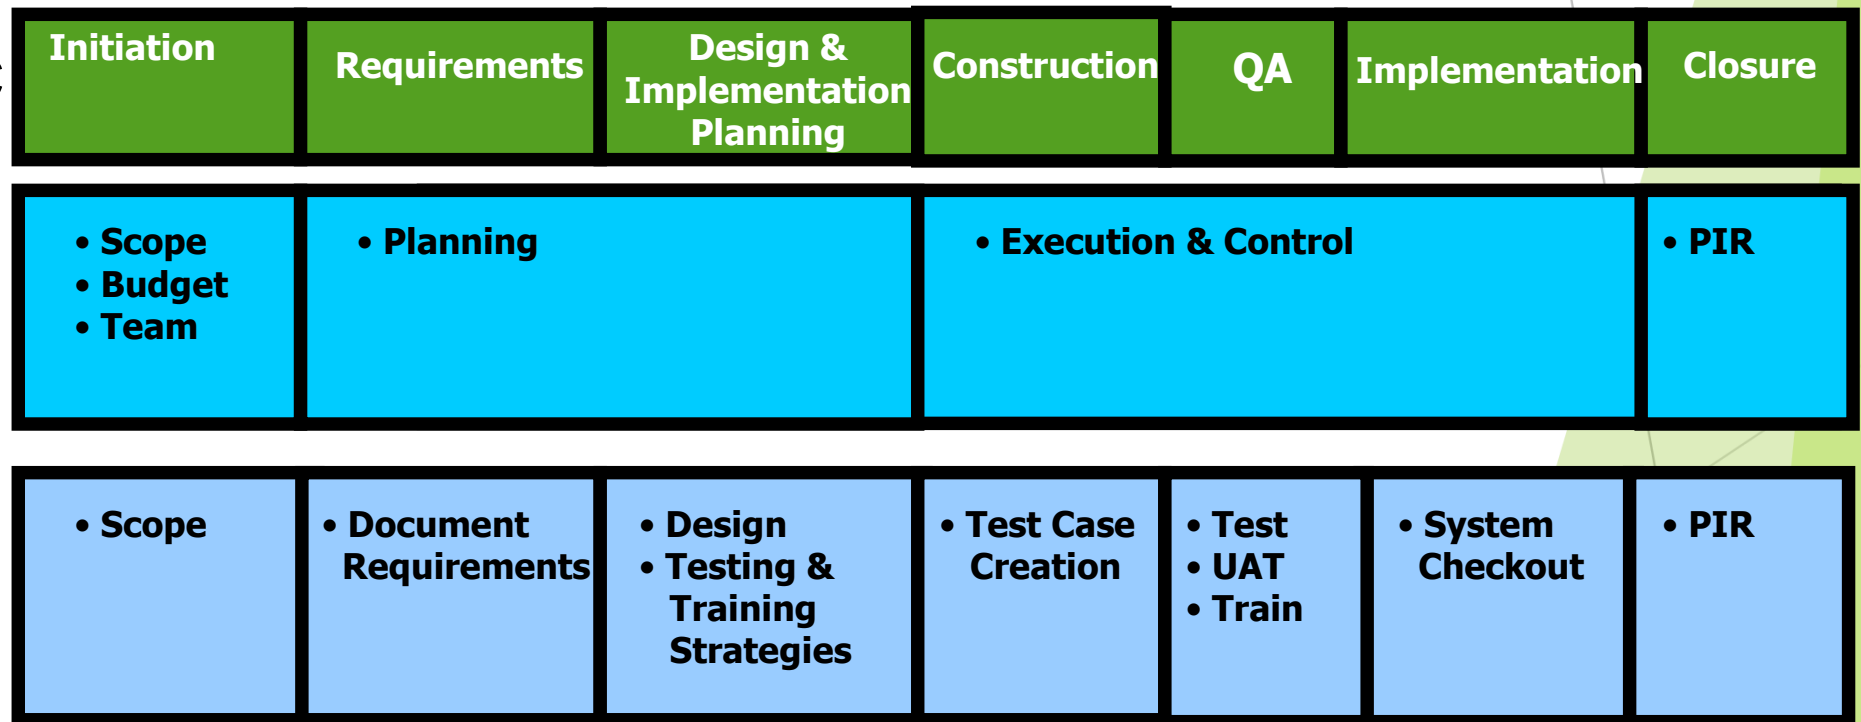 Initiation
Requirements
Design &
Implementation
Planning
Construction
QA
Implementation
Closure
• Scope
• Budget
• Team
• Planning
• Execution & Control
• PIR
• Scope
• Document
Requirements
• Design
• Testing &
Training
Strategies
• Test Case
Creation
• Test
• UAT
• Train
• System
Checkout
• PIR